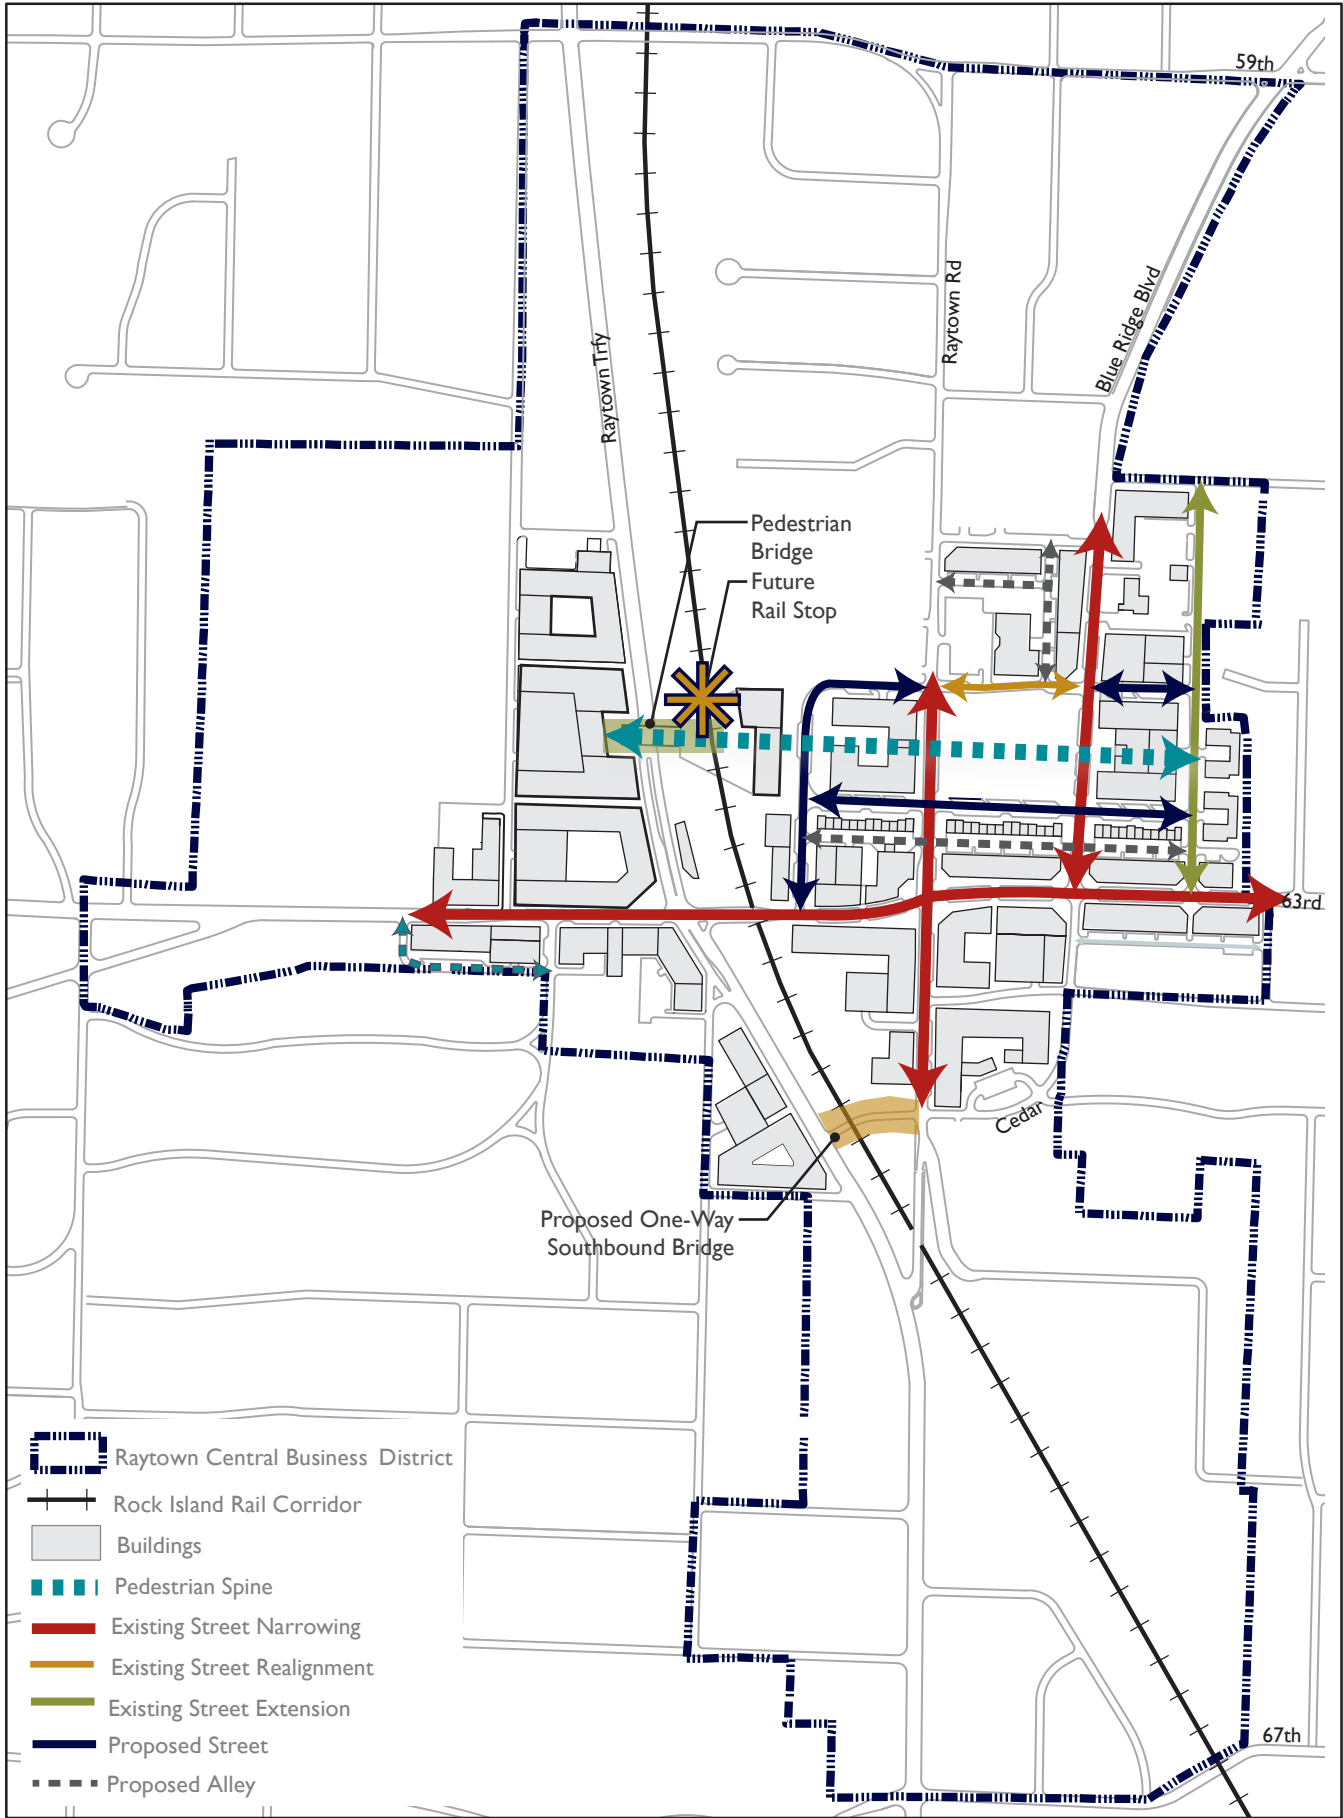 59th
Raytown Rd
Blue Ridge Blvd
Raytown Trfy
Pedestrian
Bridge
Future
Rail Stop
63rd
Cedar
Proposed One-Way
Southbound Bridge
Raytown Central Business District
Rock Island Rail Corridor
Buildings
Pedestrian Spine
Existing Street Narrowing
Existing Street Realignment
Existing Street Extension
Proposed Street
Proposed Alley
67th